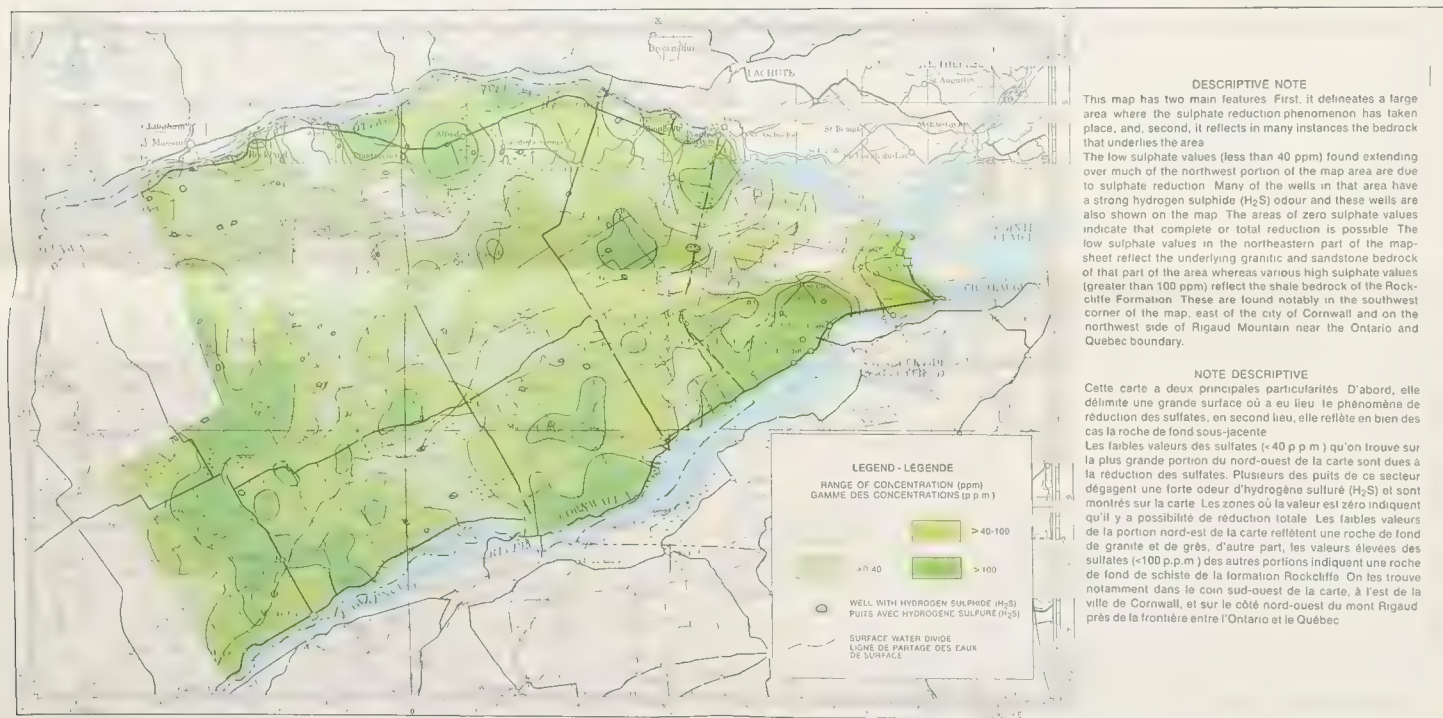 LACHUTE
St Augustin
Alfred
DESCRIPTIVE NOTE
This map has two main features First, it delineates a large
area where the sulphate reduction phenomenon has taken
place, and, second, it reflects in many instances the bedrock
that underlies the area
The low sulphate values (less than 40 ppm) found extending
over much of the northwest portion of the map area are due
to sulphate reduction Many of the wells in that area have
a strong hydrogen sulphide (H₂S) odour and these wells are
also shown on the map The areas of zero sulphate values
indicate that complete or total reduction is possible The
low sulphate values in the northeastern part of the map-
sheet reflect the underlying granitic and sandstone bedrock
of that part of the area whereas various high sulphate values
(greater than 100 ppm) reflect the shale bedrock of the Rock-
cliffe Formation These are found notably in the southwest
corner of the map, east of the city of Cornwall and on the
northwest side of Rigaud Mountain near the Ontario and
Quebec boundary.
NOTE DESCRIPTIVE
Cette carte a deux principales particularités D'abord, elle
délimite une grande surface où a eu lieu le phénomène de
réduction des sulfates, en second lieu, elle reflète en bien des
cas la roche de fond sous-jacente
Les faibles valeurs des sulfates (<40 p p m ) qu'on trouve sur
la plus grande portion du nord-ouest de la carte sont dues à
la réduction des sulfates. Plusieurs des puits de ce secteur
dégagent une forte odeur d'hydrogène sulfuré (H₂S) et sont
montrés sur la carte Les zones où la valeur est zéro indiquent
qu'il y a possibilité de réduction totale Les faibles valeurs
de la portion nord-est de la carte reflètent une roche de fond
de granite et de grès, d'autre part, les valeurs élevées des
sulfates (<100 p.p.m ) des autres portions indiquent une roche
de fond de schiste de la formation Rockcliffe On les trouve
notamment dans le coin sud-ouest de la carte, à l'est de la
ville de Cornwall, et sur le côté nord-ouest du mont Rigaud
près de la frontière entre l'Ontario et le Québec
LEGEND - LÉGENDE
RANGE OF CONCENTRATION (ppm)
GAMME DES CONCENTRATIONS (p p m )
>40-100
>0 40
>100
WELL WITH HYDROGEN SULPHIDE (H₂S)
PUITS AVEC HYDROGÈNE SULFURÉ (H₂S)
SURFACE WATER DIVIDE
LIGNE DE PARTAGE DES EAUX
DE SURFACE